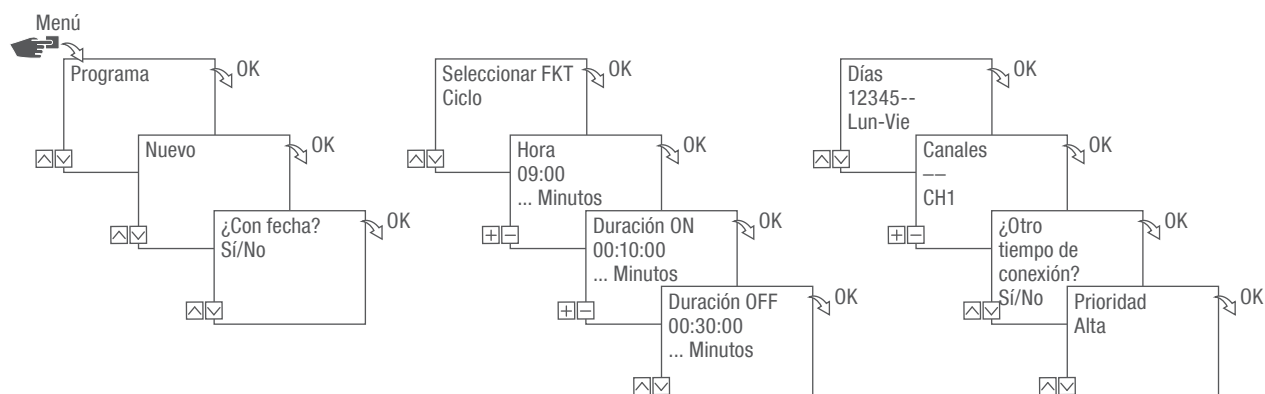 Menú
Programa
OK
Nuevo
OK
¿Con fecha?
Sí/No
OK
Seleccionar FKT
Ciclo
OK
Hora
09:00
... Minutos
OK
Duración ON
00:10:00
... Minutos
OK
Duración OFF
00:30:00
... Minutos
OK
Días
12345--
Lun-Vie
OK
Canales
––
CH1
OK
¿Otro
tiempo de
conexión?
Sí/No
OK
Prioridad
Alta
OK